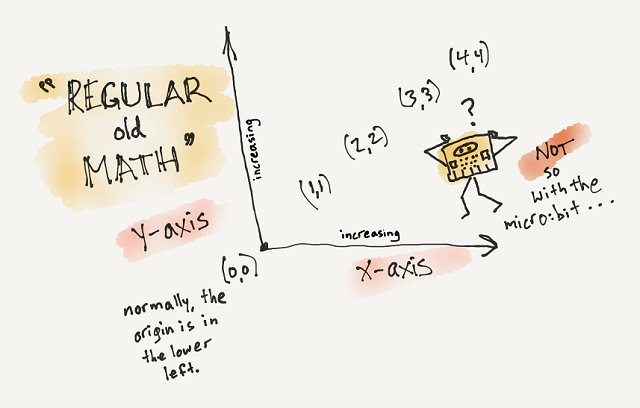 "REGULAR
old
MATH"
Y-axis
increasing
(4,4)
(3,3)
(2,2)
(1,1)
(0,0)
?
NOT
so
with the
micro:bit...
increasing
X-axis
normally, the
origin is in
the lower
left.